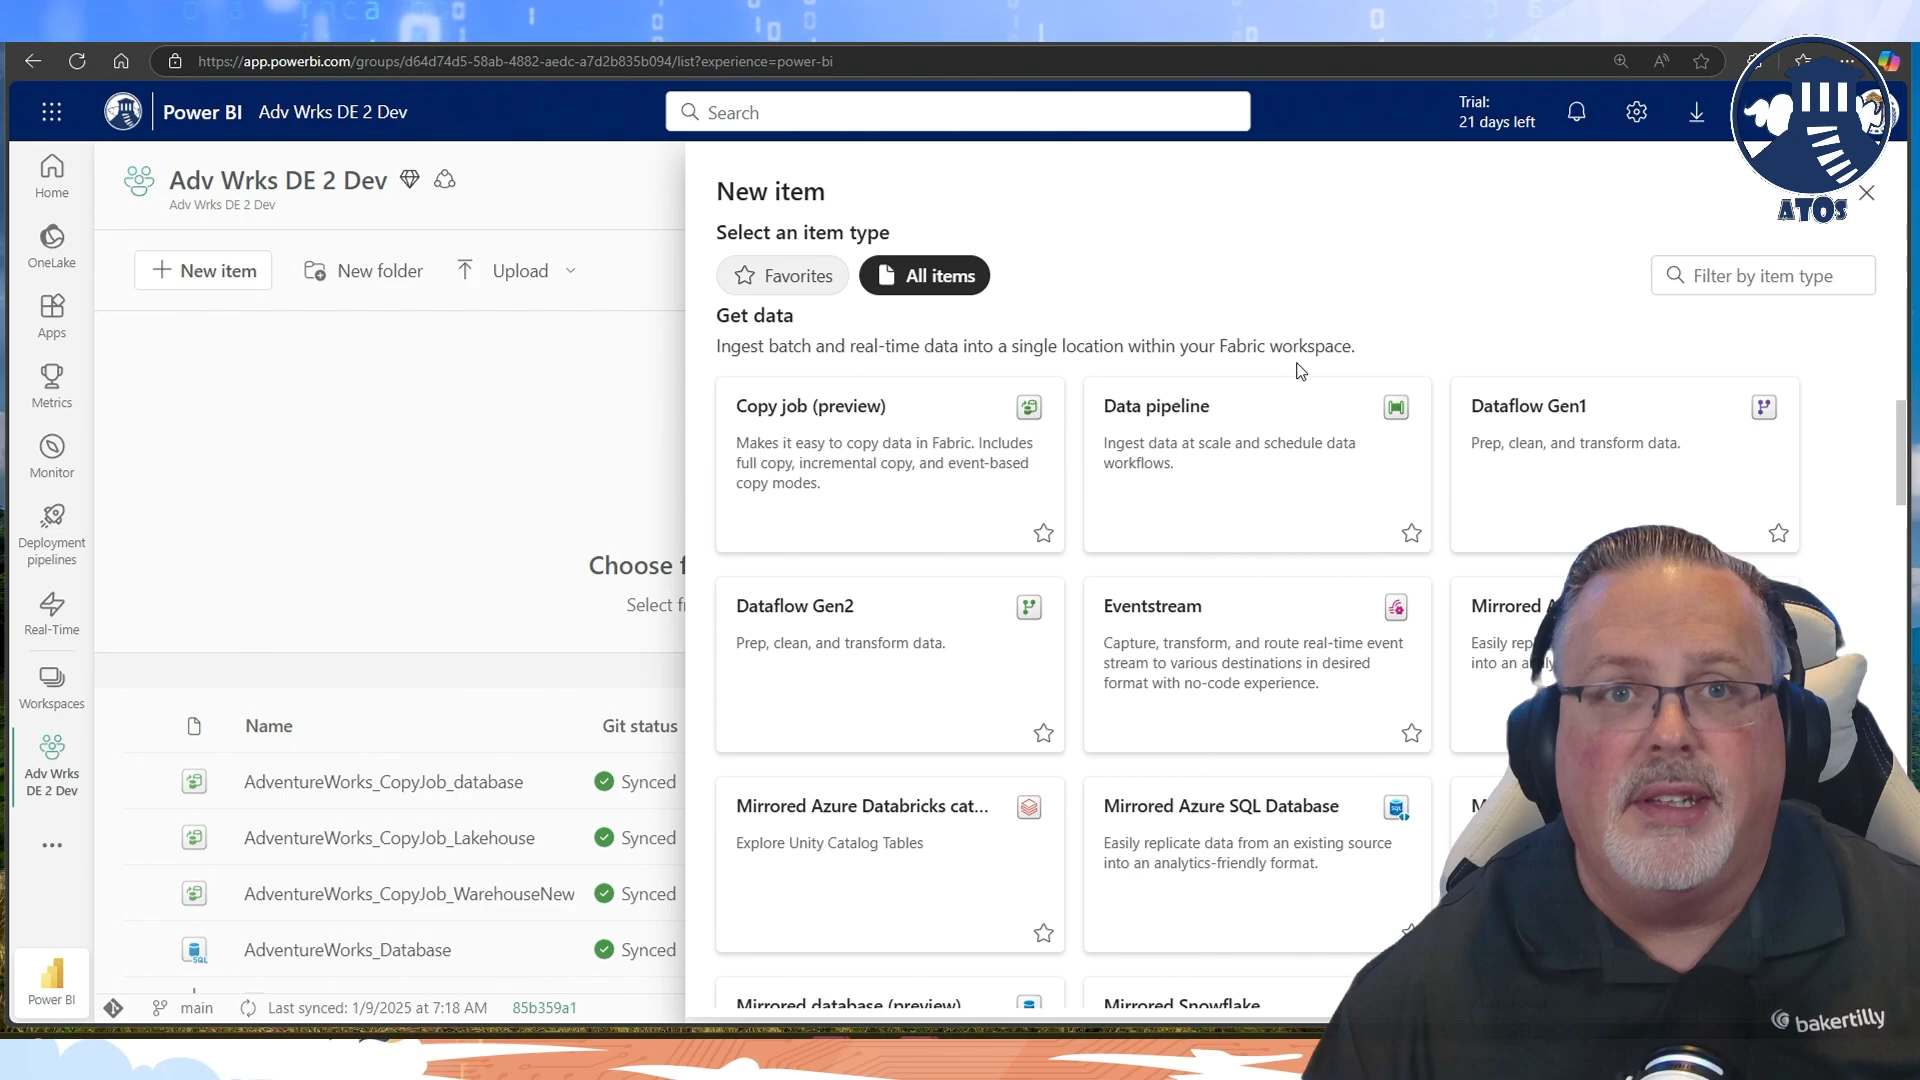 https://app.powerbi.com/groups/d64d74d5-58ab-4882-aedc-a7d2b835b094/list?experience=power-bi
Power BI
Adv Wrks DE 2 Dev
Search
Trial:
21 days left
ATOs
Home
OneLake
Apps
Metrics
Monitor
Deployment
pipelines
Real-Time
Workspaces
Adv Wrks
DE 2 Dev
Power BI
Adv Wrks DE 2 Dev
Adv Wrks DE 2 Dev
New item
New folder
Upload
Choose f
Select fr
Name
Git status
AdventureWorks_CopyJob_database
Synced
AdventureWorks_CopyJob_Lakehouse
Synced
AdventureWorks_CopyJob_WarehouseNew
Synced
AdventureWorks_Database
Synced
main
Last synced: 1/9/2025 at 7:18 AM
85b359a1
New item
Select an item type
Favorites
All items
Filter by item type
Get data
Ingest batch and real-time data into a single location within your Fabric workspace.
Copy job (preview)
Makes it easy to copy data in Fabric. Includes
full copy, incremental copy, and event-based
copy modes.
Data pipeline
Ingest data at scale and schedule data
workflows.
Dataflow Gen1
Prep, clean, and transform data.
Dataflow Gen2
Prep, clean, and transform data.
Eventstream
Capture, transform, and route real-time event
stream to various destinations in desired
format with no-code experience.
Mirrored A
Easily rep
into an analy
Mirrored Azure Databricks cat...
Explore Unity Catalog Tables
Mirrored Azure SQL Database
Easily replicate data from an existing source
into an analytics-friendly format.
M
Mirrored database (preview)
Mirrored Snowflake
bakertilly